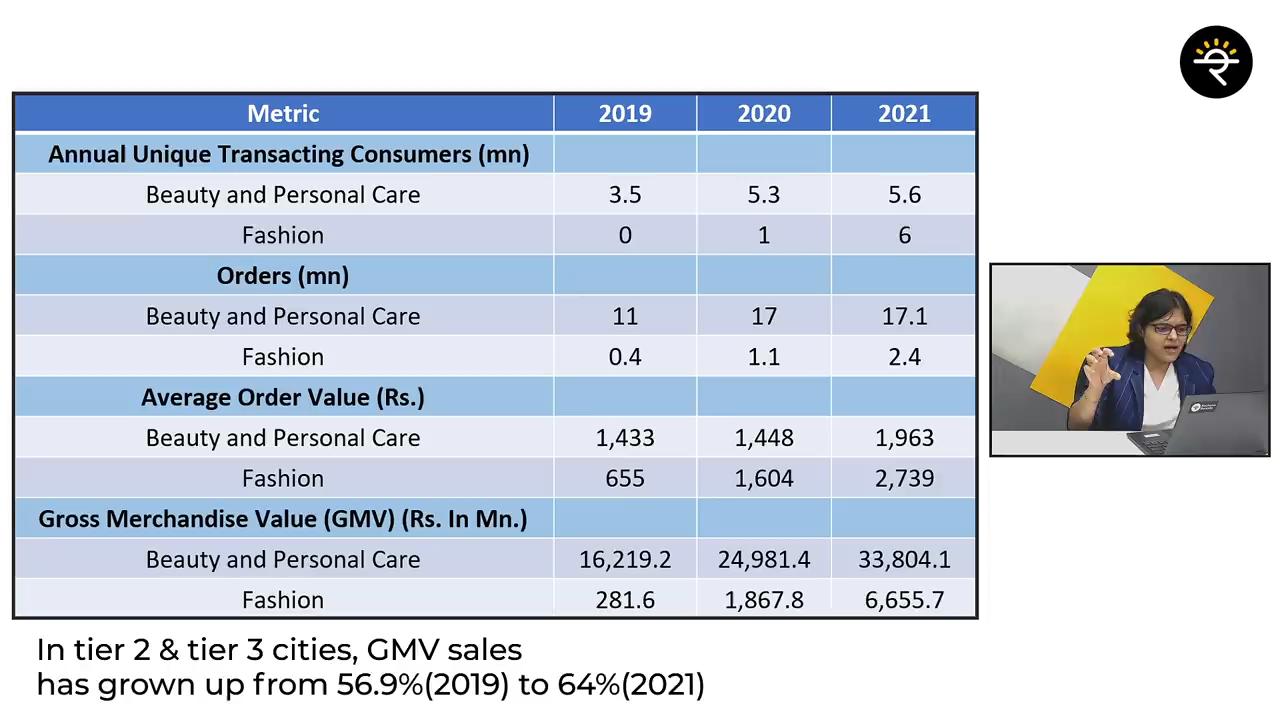 Metric 2019 2020 2021
Annual Unique Transacting Consumers (mn)
Beauty and Personal Care 3.5 5.3 5.6
Fashion 0 1 6
Orders (mn)
Beauty and Personal Care 11 17 17.1
Fashion 0.4 1.1 2.4
Average Order Value (Rs.)
Beauty and Personal Care 1,433 1,448 1,963
Fashion 655 1,604 2,739
Gross Merchandise Value (GMV) (Rs. In Mn.)
Beauty and Personal Care 16,219.2 24,981.4 33,804.1
Fashion 281.6 1,867.8 6,655.7
In tier 2 & tier 3 cities, GMV sales
has grown up from 56.9%(2019) to 64%(2021)